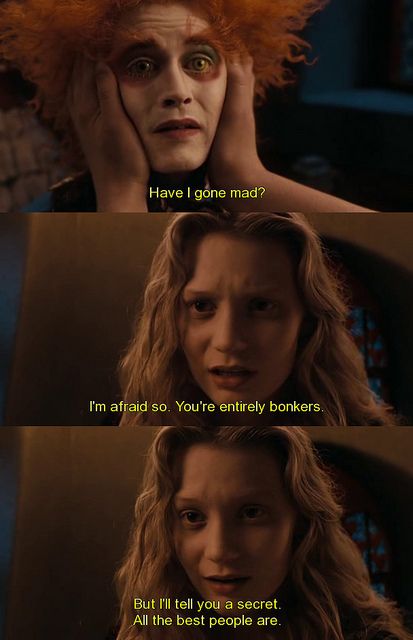 Have I gone mad?
I'm afraid so. You're entirely bonkers.
But I'll tell you a secret.
All the best people are.